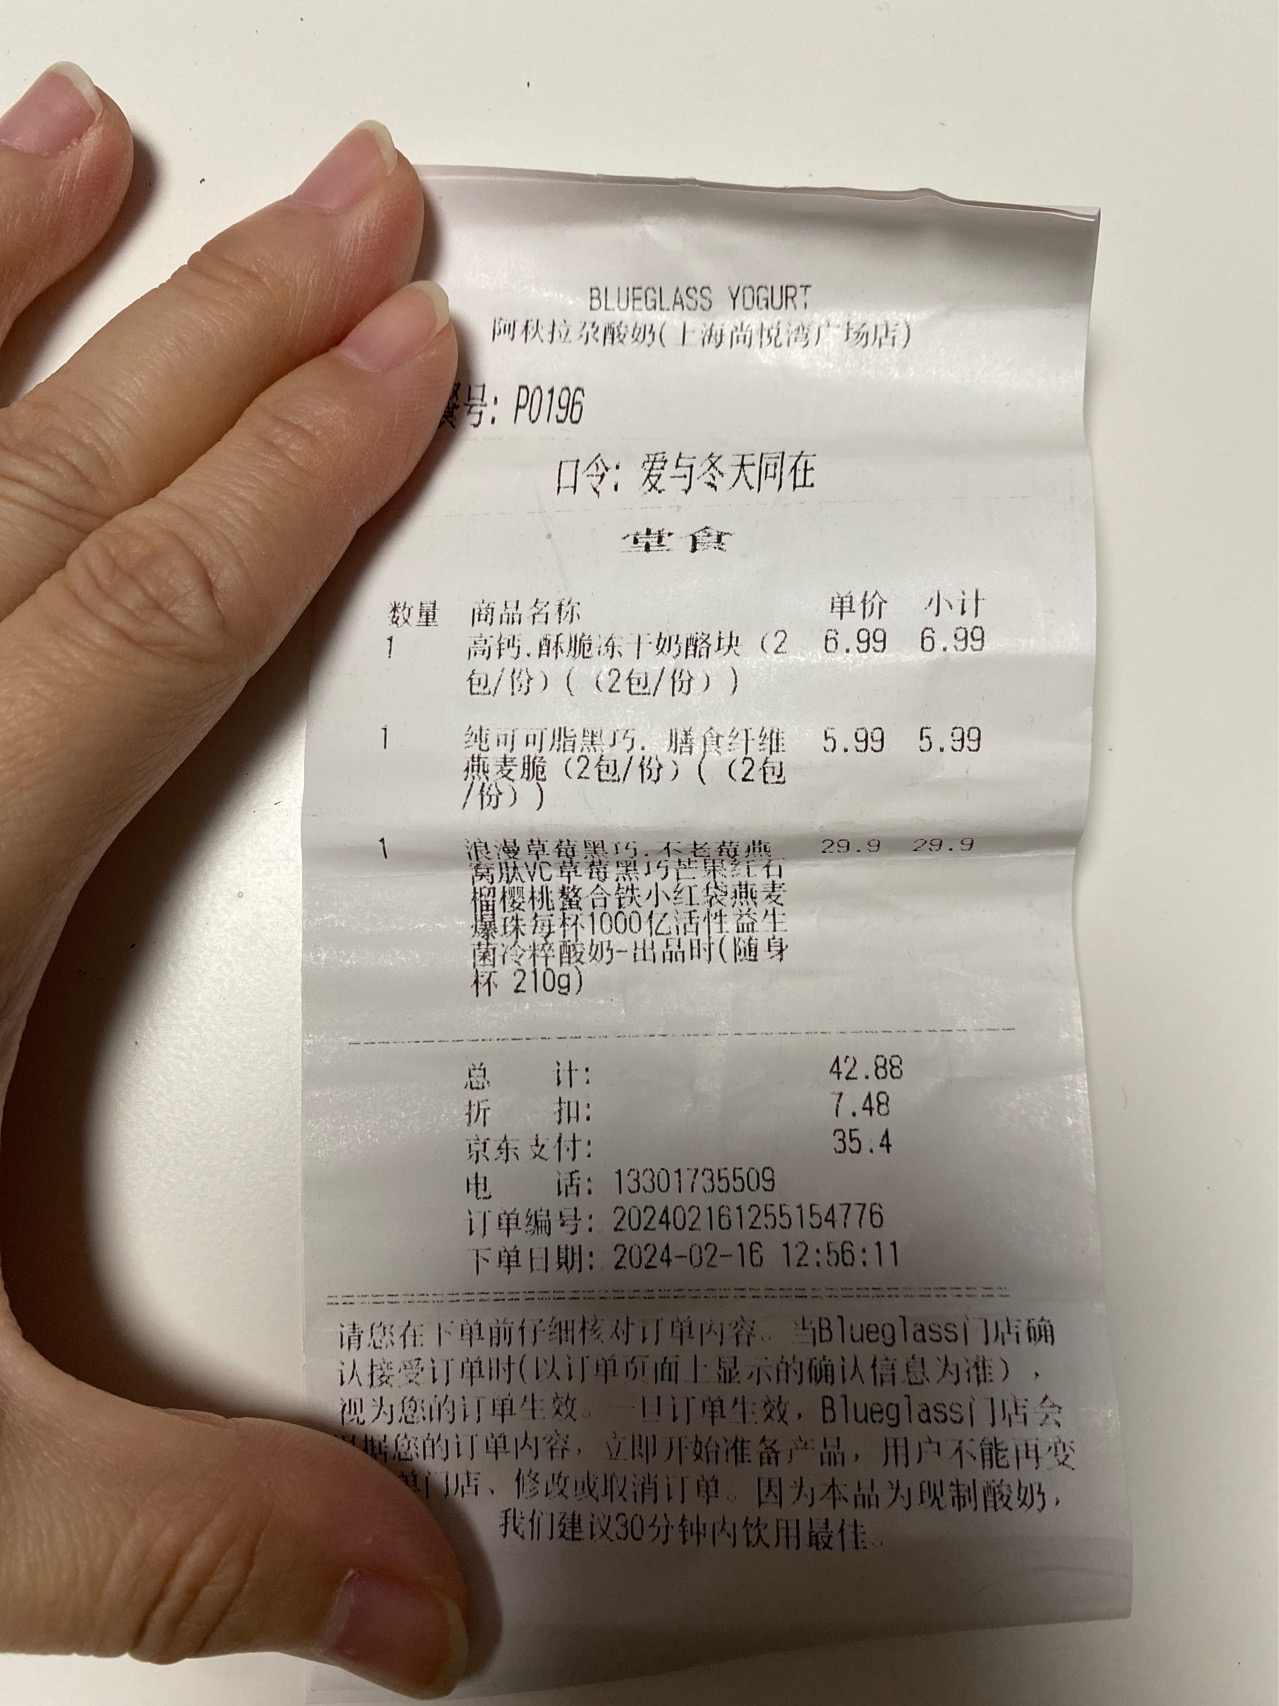 BLUEGLASS YOGURT
阿秋拉尕酸奶(上海尚悦湾广场店)
餐号: P0196
口令: 爱与冬天同在
堂食
数量 商品名称 单价 小计
1 高钙.酥脆冻干奶酪块（2 6.99 6.99
包/份）(（2包/份）)
1 纯可可脂黑巧. 膳食纤维 5.99 5.99
燕麦脆（2包/份）(（2包
/份）)
1 浪漫草莓黑巧.不老莓燕 29.9 29.9
窝肽VC草莓黑巧芒果红石
榴樱桃螯合铁小红袋燕麦
爆珠每杯1000亿活性益生
菌冷粹酸奶-出品时(随身
杯 210g)
总 计: 42.88
折 扣: 7.48
京东支付: 35.4
电 话: 13301735509
订单编号: 202402161255154776
下单日期: 2024-02-16 12:56:11
请您在下单前仔细核对订单内容。当Blueglass门店确
认接受订单时(以订单页面上显示的确认信息为准)，
视为您的订单生效。一旦订单生效，Blueglass门店会
根据您的订单内容，立即开始准备产品，用户不能再变
单门店、修改或取消订单。因为本品为现制酸奶，
我们建议30分钟内饮用最佳。